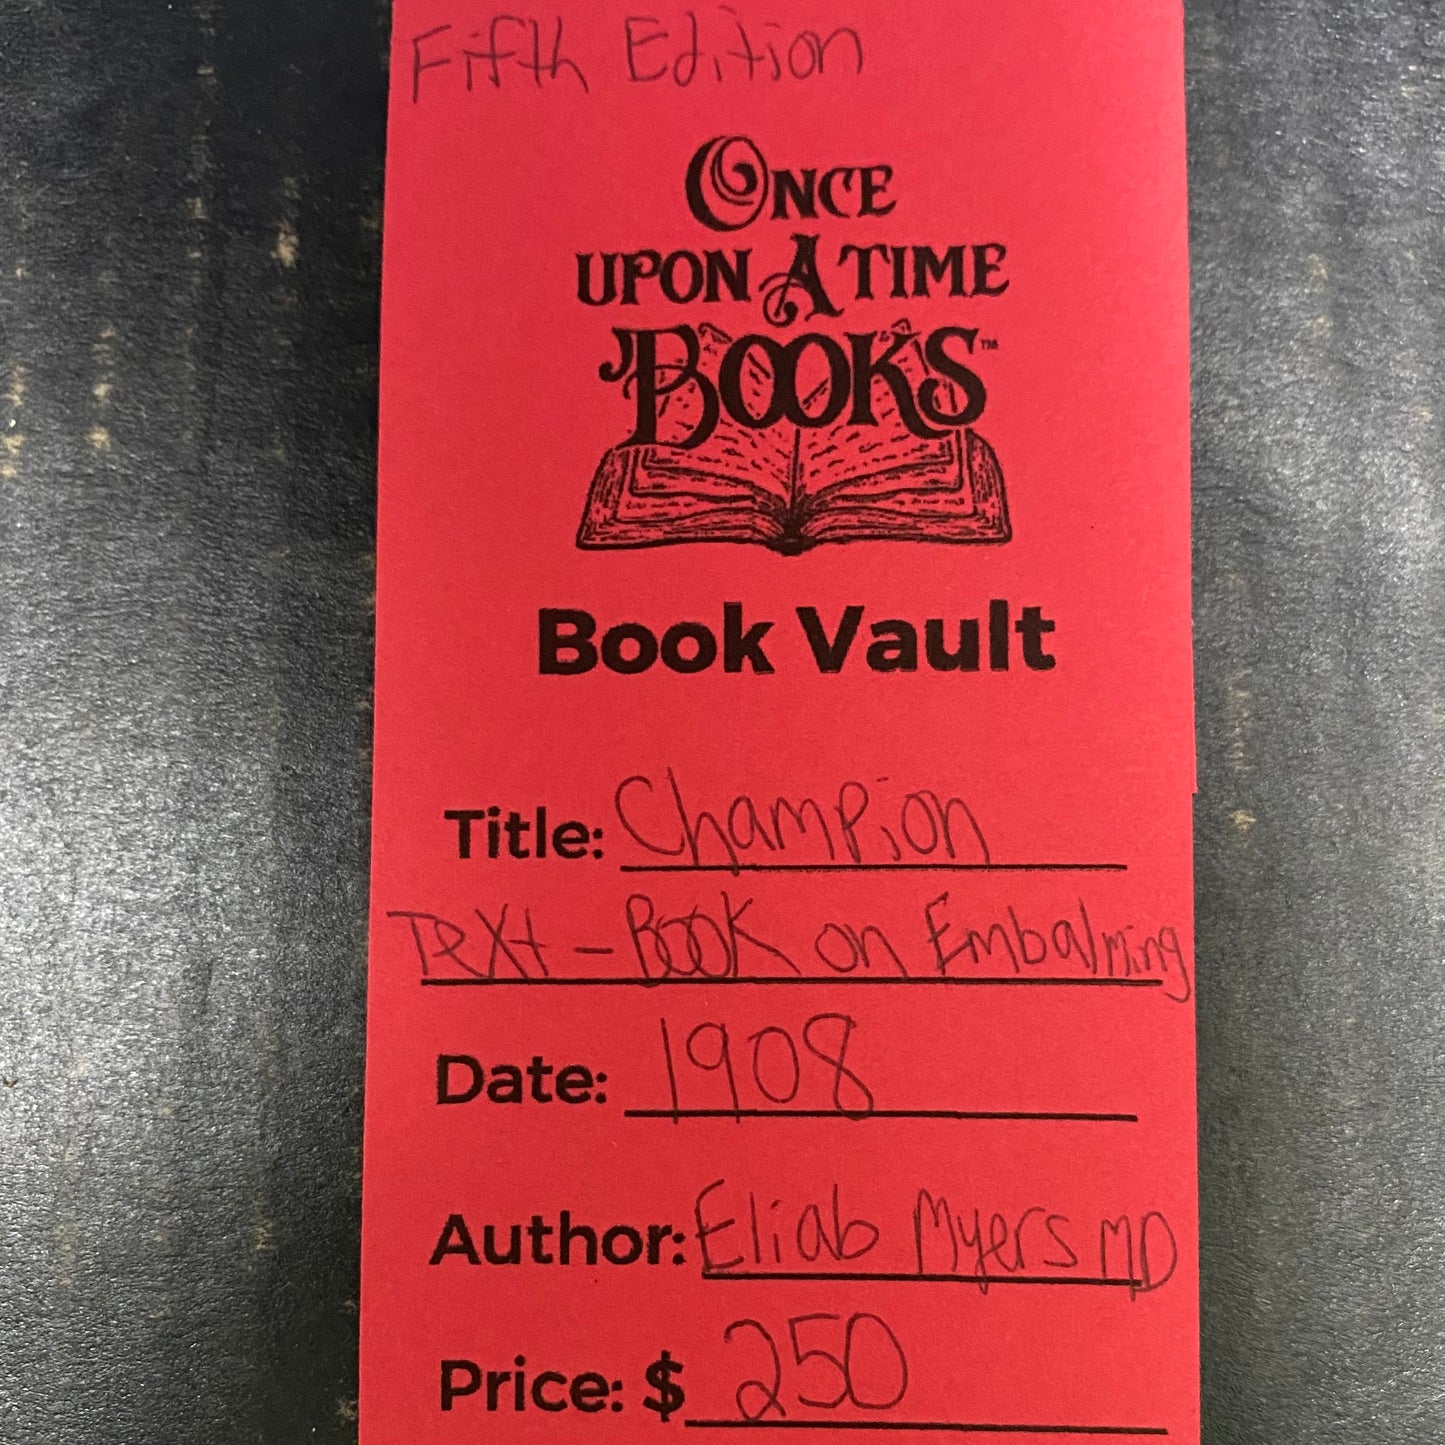 Fifth Edition
ONCE
UPON A TIME
BOOKS™
Book Vault
Title: Champion
Text-Book on Embalming
Date: 1908
Author: Eliab Myers MD
Price: $ 250